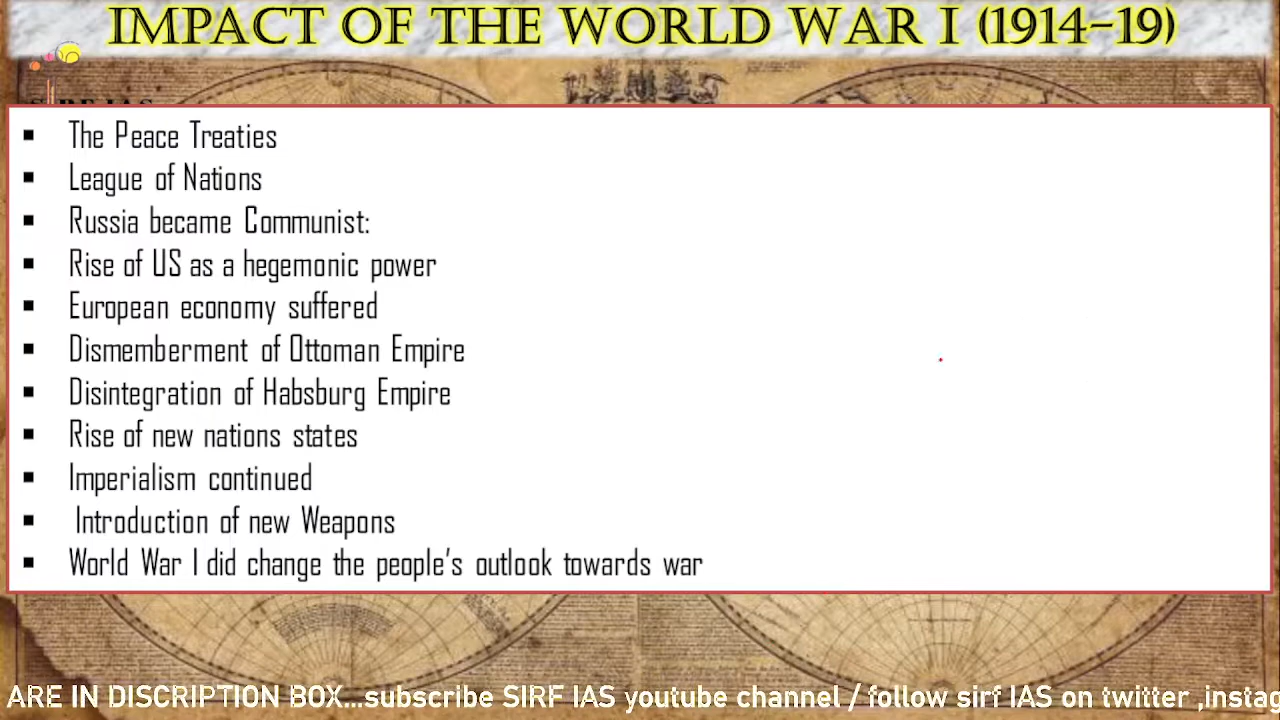 IMPACT OF THE WORLD WAR I (1914-19)
SIRF IAS
▪ The Peace Treaties
▪ League of Nations
▪ Russia became Communist:
▪ Rise of US as a hegemonic power
▪ European economy suffered
▪ Dismemberment of Ottoman Empire
▪ Disintegration of Habsburg Empire
▪ Rise of new nations states
▪ Imperialism continued
▪ Introduction of new Weapons
▪ World War I did change the people's outlook towards war
ARE IN DISCRIPTION BOX...subscribe SIRF IAS youtube channel / follow sirf IAS on twitter ,instag